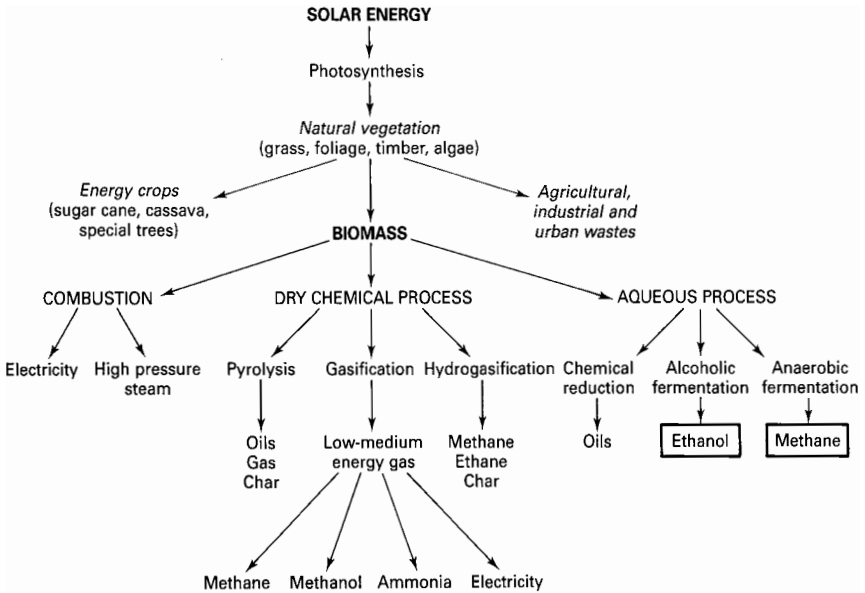 SOLAR ENERGY
Photosynthesis
Natural vegetation
(grass, foliage, timber, algae)
Energy crops
(sugar cane, cassava,
special trees)
Agricultural,
industrial and
urban wastes
BIOMASS
COMBUSTION
DRY CHEMICAL PROCESS
AQUEOUS PROCESS
Electricity
High pressure
steam
Pyrolysis
Gasification
Hydrogasification
Chemical
reduction
Alcoholic
fermentation
Anaerobic
fermentation
Oils
Gas
Char
Low-medium
energy gas
Methane
Ethane
Char
Oils
Ethanol
Methane
Methane
Methanol
Ammonia
Electricity